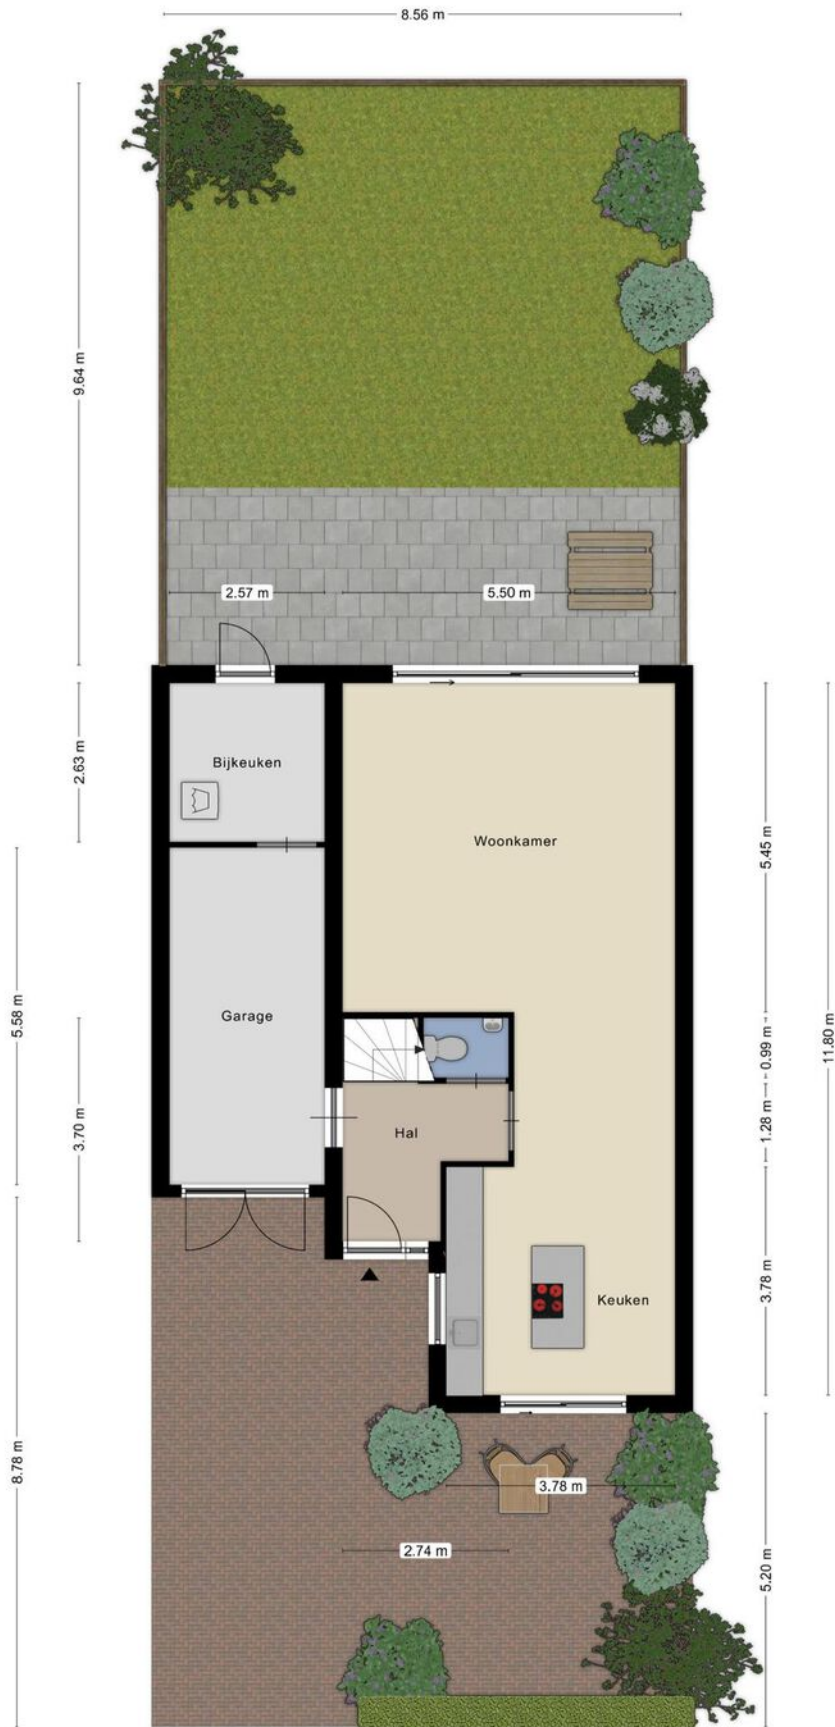 8.56 m
9.64 m
2.57 m
5.50 m
2.63 m
Bijkeuken
Woonkamer
5.45 m
5.58 m
Garage
11.80 m
0.99 m
3.70 m
Hal
1.28 m
3.78 m
Keuken
8.78 m
3.78 m
2.74 m
5.20 m